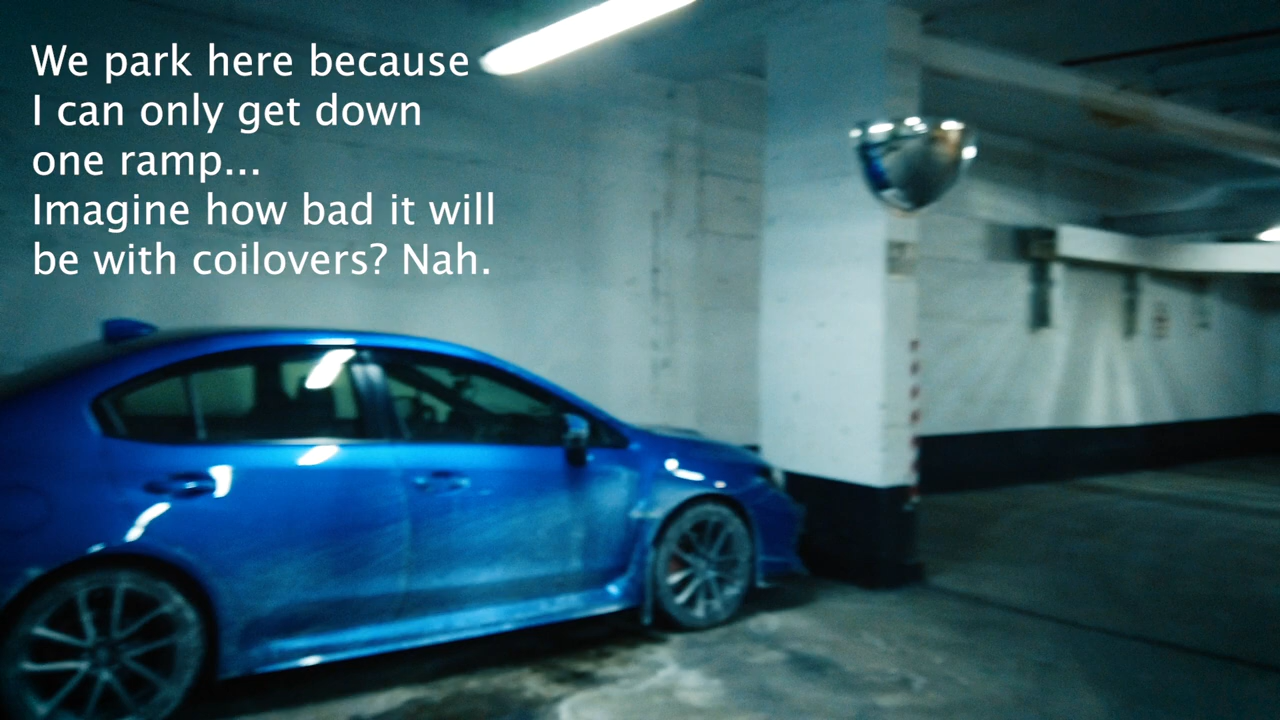 We park here because
I can only get down
one ramp...
Imagine how bad it will
be with coilovers? Nah.